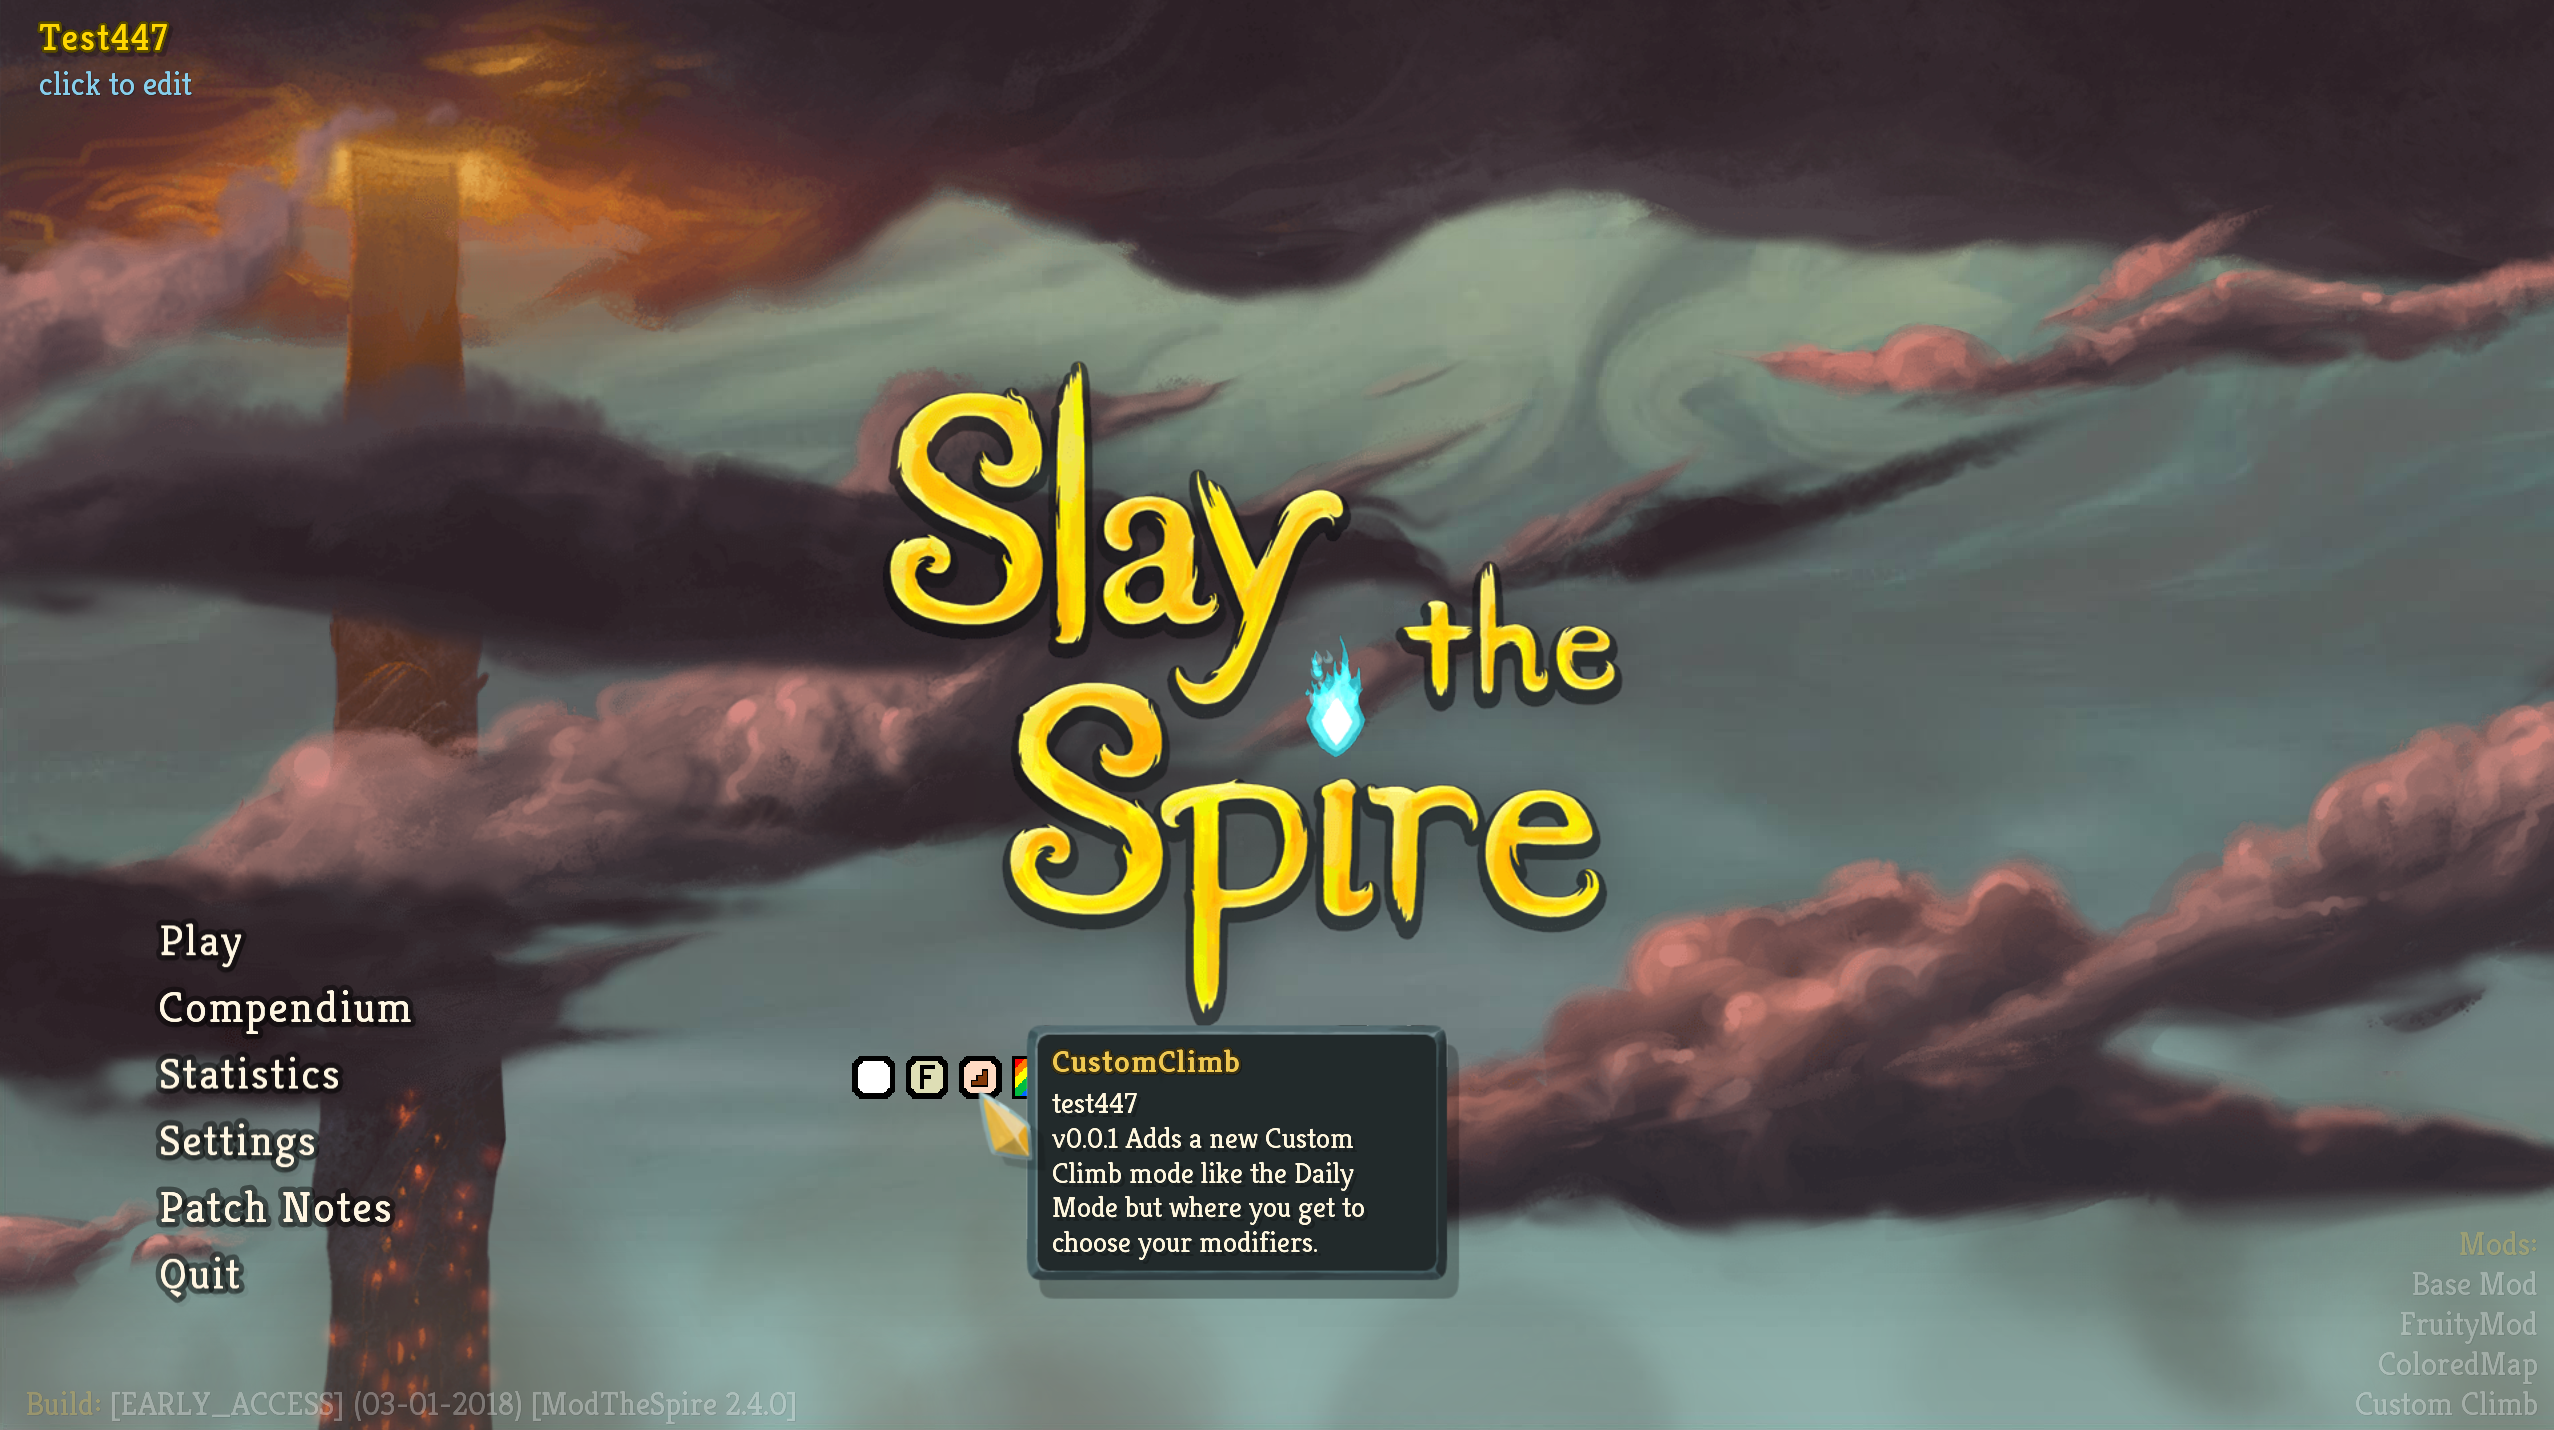 Test447
click to edit
Slay
the
Spire
Play
Compendium
Statistics
Settings
Patch Notes
Quit
F
CustomClimb
test447
v0.0.1 Adds a new Custom
Climb mode like the Daily
Mode but where you get to
choose your modifiers.
Mods:
Base Mod
FruityMod
ColoredMap
Custom Climb
Build: [EARLY_ACCESS] (03-01-2018) [ModTheSpire 2.4.0]